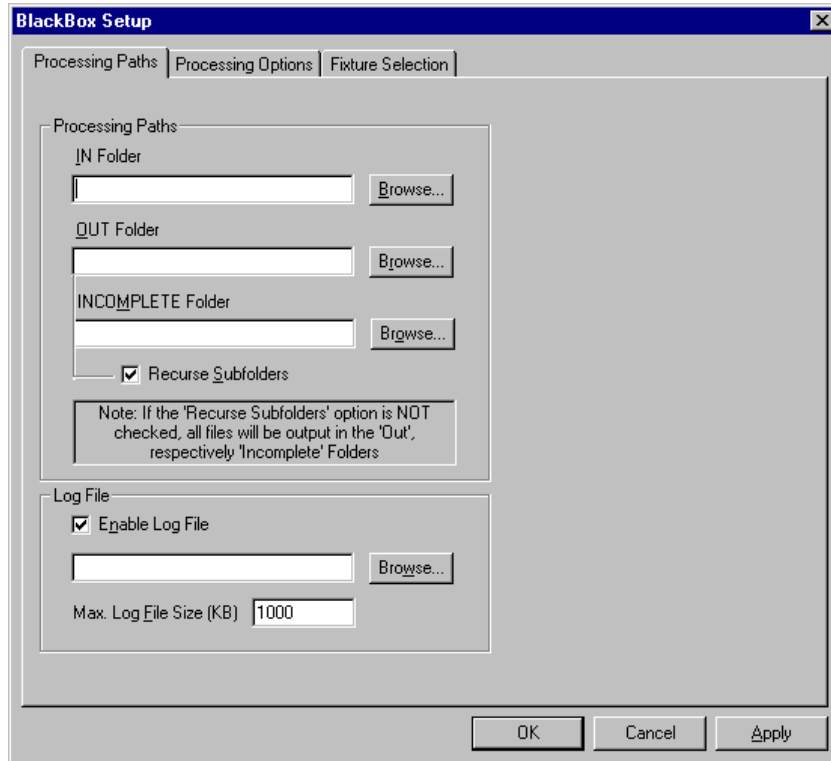 BlackBox Setup
Processing Paths
Processing Options
Fixture Selection
Processing Paths
IN Folder
Browse...
OUT Folder
Browse...
INCOMPLETE Folder
Browse...
Recurse Subfolders
Note: If the 'Recurse Subfolders' option is NOT
checked, all files will be output in the 'Out',
respectively 'Incomplete' Folders
Log File
Enable Log File
Browse...
Max. Log File Size (KB)
1000
OK
Cancel
Apply